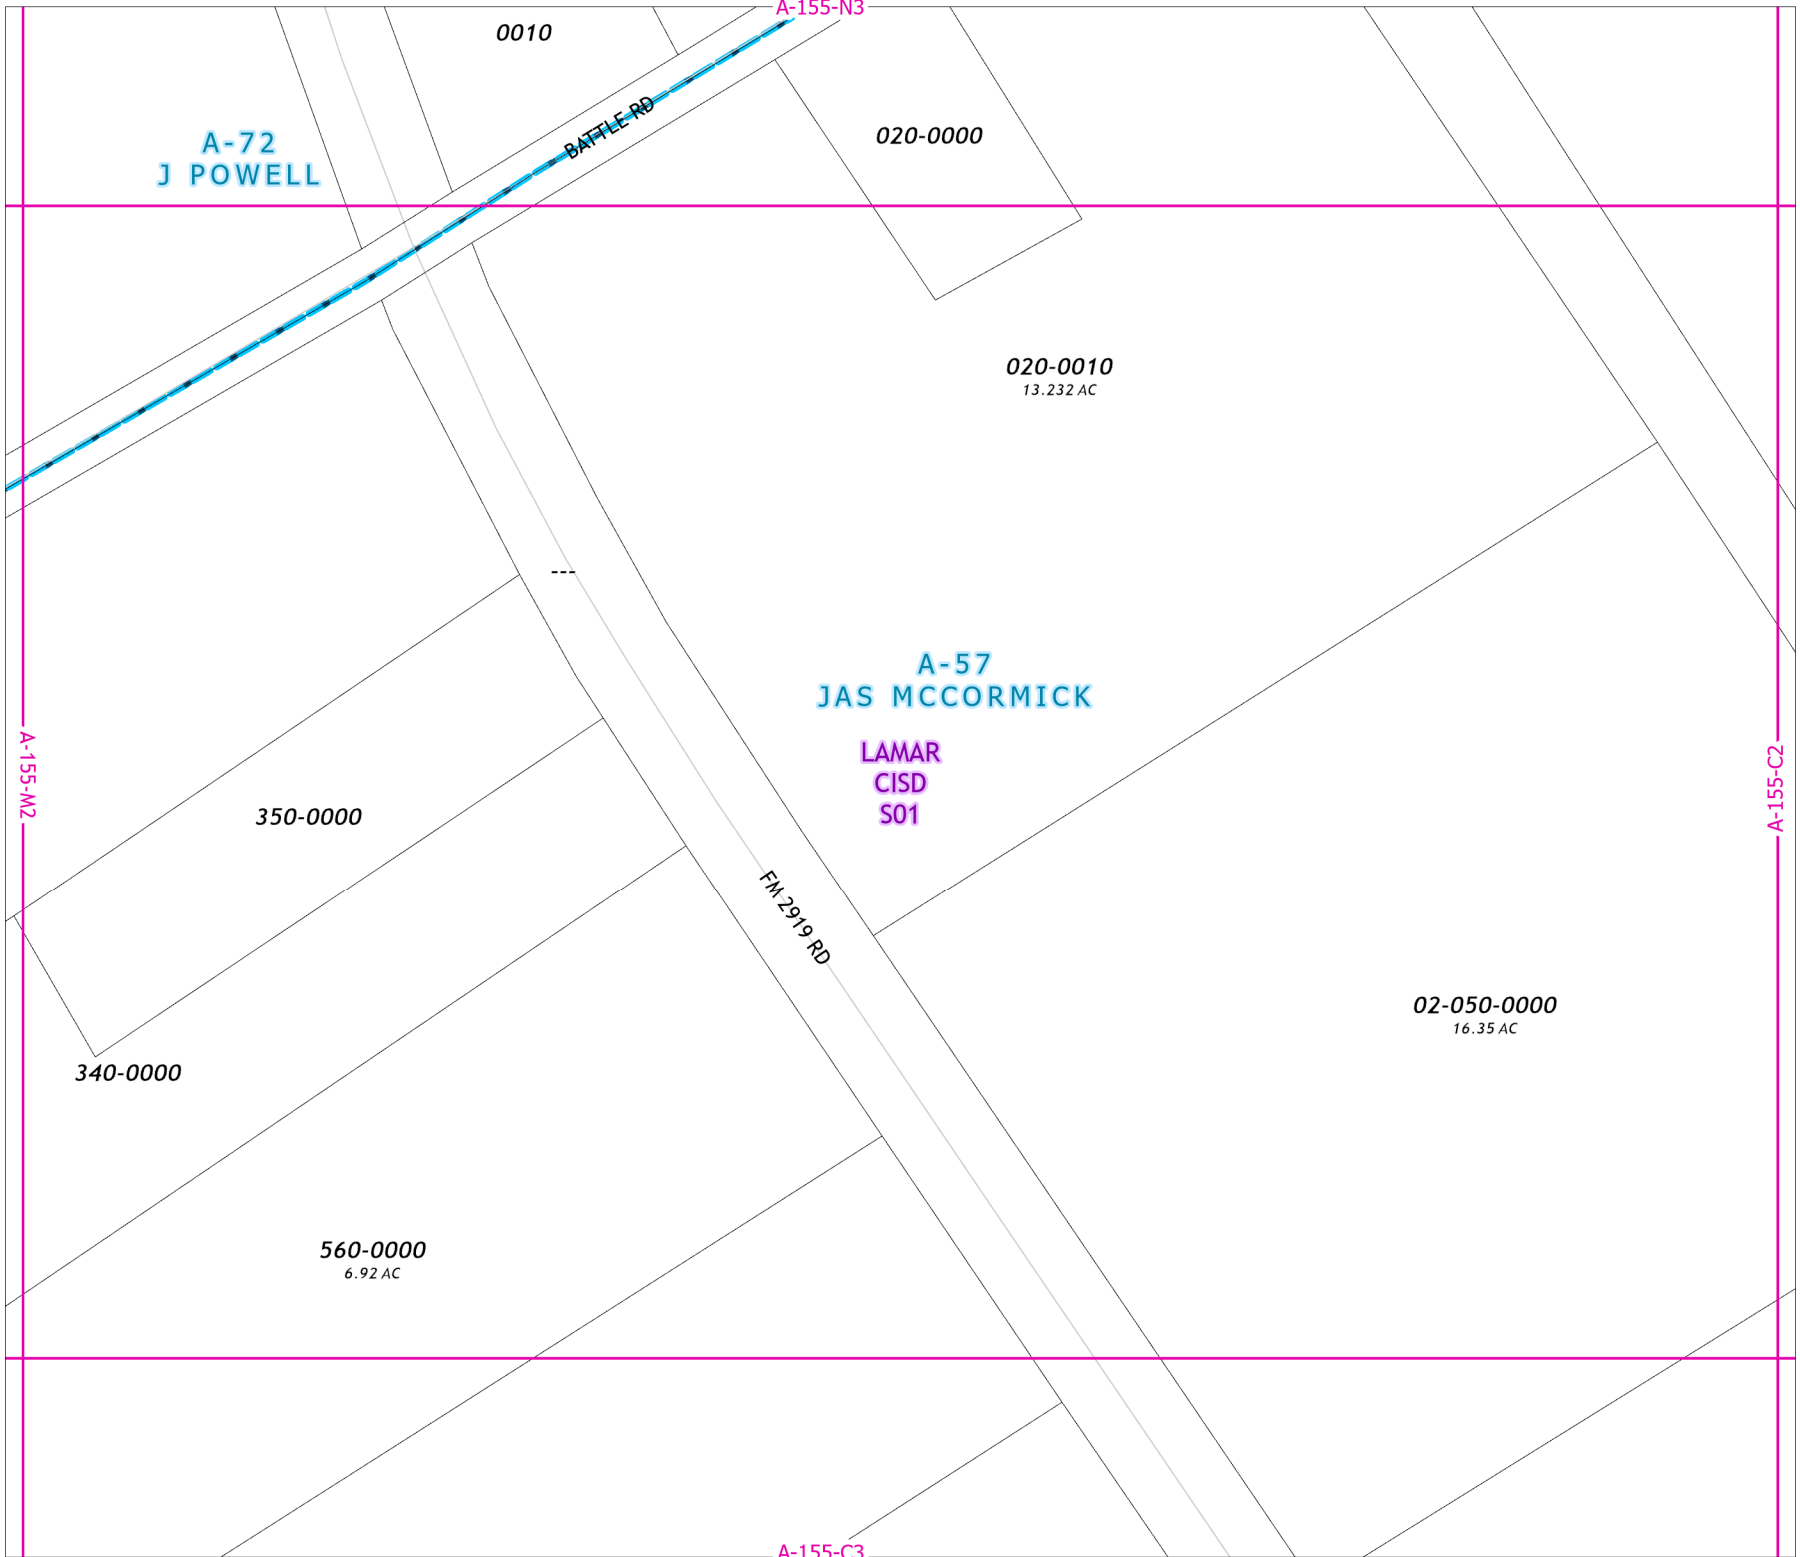 A-155-N3
0010
BATTLE RD
A-72
J POWELL
020-0000
020-0010
13.232 AC
---
A-57
JAS MCCORMICK
LAMAR
CISD
S01
A-155-M2
A-155-C2
350-0000
FM 2919 RD
02-050-0000
16.35 AC
340-0000
560-0000
6.92 AC
A-155-C3